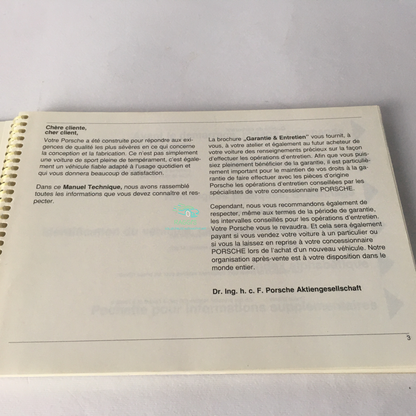 Chère cliente,
cher client,
Votre Porsche a été construite pour répondre aux exi-
gences de qualité les plus sévères en ce qui concerne
la conception et la fabrication. Ce n'est pas simplement
une voiture de sport pleine de tempérament, c'est égale-
ment un véhicule fiable adapté à l'usage quotidien et
qui vous donnera beaucoup de satisfaction.
Dans ce Manuel Technique, nous avons rassemblé
toutes les informations que vous devez connaître et res-
pecter.
La brochure „Garantie & Entretien" vous fournit, à
vous, à votre atelier et également au futur acheteur de
votre voiture des renseignements précieux sur la façon
d'effectuer les opérations d'entretien. Afin que vous puis-
siez pleinement bénéficier de la garantie, il est particuliè-
rement important pour le maintien de vos droits à la ga-
rantie de faire effectuer avec les pièces d'origine
Porsche les opérations d'entretien conseillées par les
spécialistes de votre concessionnaire PORSCHE.
Cependant, nous vous recommandons également de
respecter, même aux termes de la période de garantie,
les intervalles conseillés pour les opérations d'entretien.
Votre Porsche vous le revaudra. Et cela sera également
payant si vous vendez votre voiture à un particulier ou
si vous la laissez en reprise à votre concessionnaire
PORSCHE lors de l'achat d'un nouveau véhicule. Notre
organisation après-vente est à votre disposition dans le
monde entier.
Dr. Ing. h. c. F. Porsche Aktiengesellschaft
3